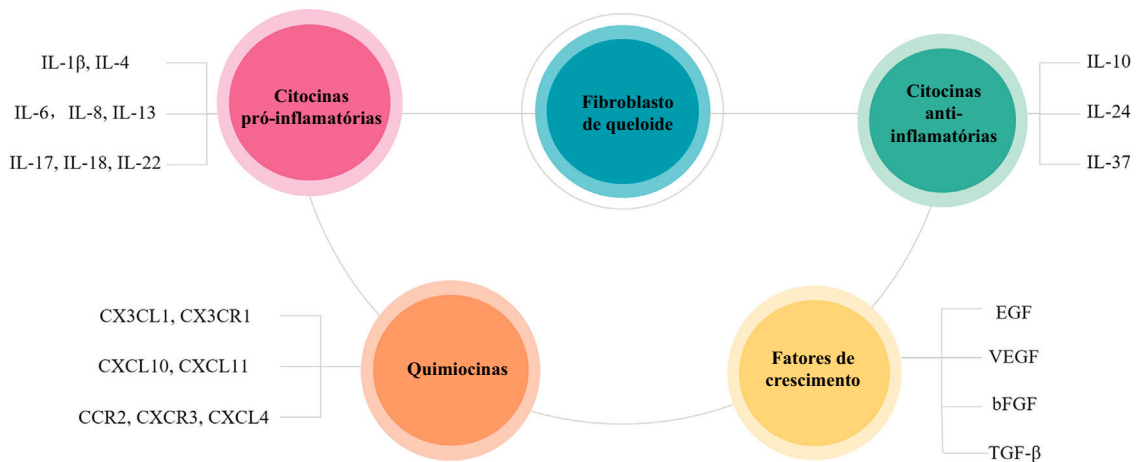 IL-1β, IL-4
IL-6, IL-8, IL-13
IL-17, IL-18, IL-22
Citocinas
pró-inflamatórias
Fibroblasto
de queloide
Citocinas
anti-
inflamatórias
IL-10
IL-24
IL-37
CX3CL1, CX3CR1
CXCL10, CXCL11
CCR2, CXCR3, CXCL4
Quimiocinas
Fatores de
crescimento
EGF
VEGF
bFGF
TGF-β